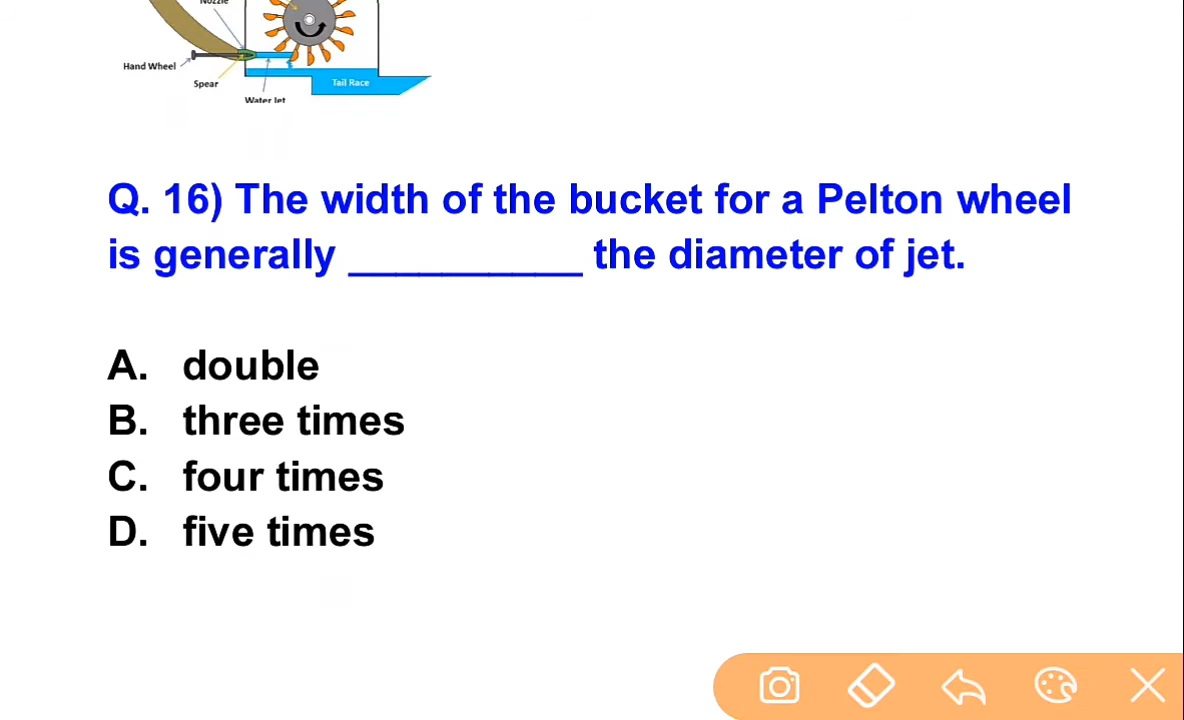 Nozzle
Hand Wheel
Spear
Tail Race
Water Jet
Q. 16) The width of the bucket for a Pelton wheel
is generally __________ the diameter of jet.
A. double
B. three times
C. four times
D. five times